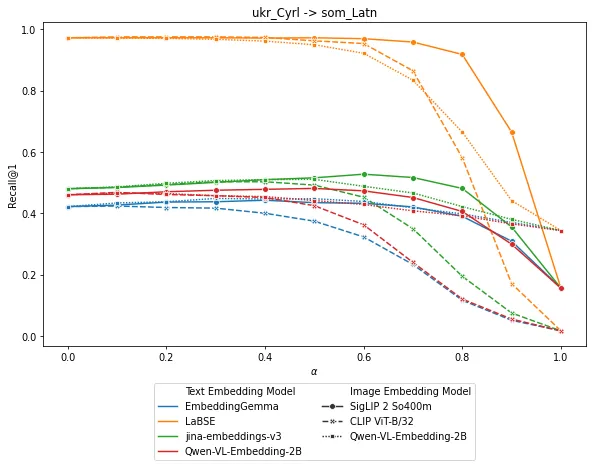 ukr_Cyrl -> som_Latn
Recall@1
1.0
0.8
0.6
0.4
0.2
0.0
0.0 0.2 0.4 0.6 0.8 1.0
α
Text Embedding Model
EmbeddingGemma
LaBSE
jina-embeddings-v3
Qwen-VL-Embedding-2B
Image Embedding Model
SigLIP 2 So400m
CLIP ViT-B/32
Qwen-VL-Embedding-2B